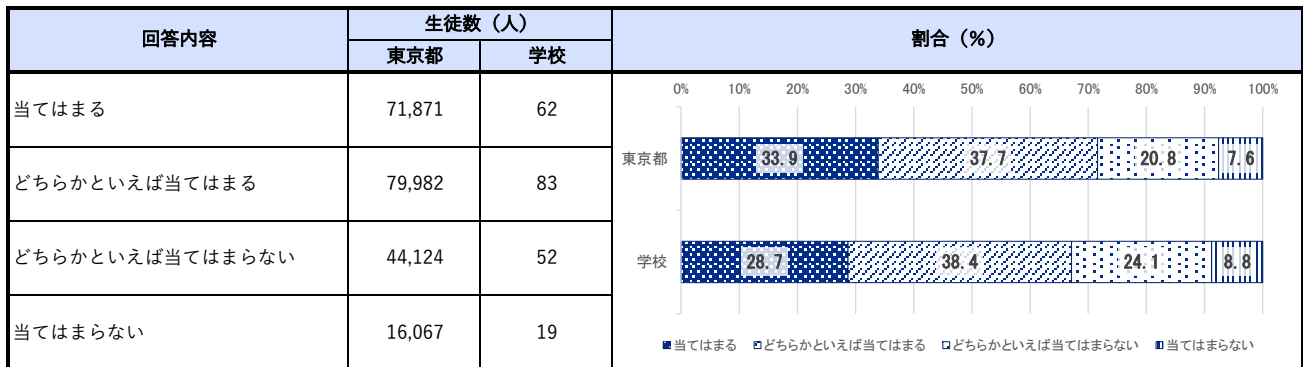 回答内容 生徒数（人） 割合（%）
東京都 学校
当てはまる 71,871 62
どちらかといえば当てはまる 79,982 83
どちらかといえば当てはまらない 44,124 52
当てはまらない 16,067 19
0% 10% 20% 30% 40% 50% 60% 70% 80% 90% 100%
東京都 33.9 37.7 20.8 7.6
学校 28.7 38.4 24.1 8.8
当てはまる どちらかといえば当てはまる どちらかといえば当てはまらない 当てはまらない